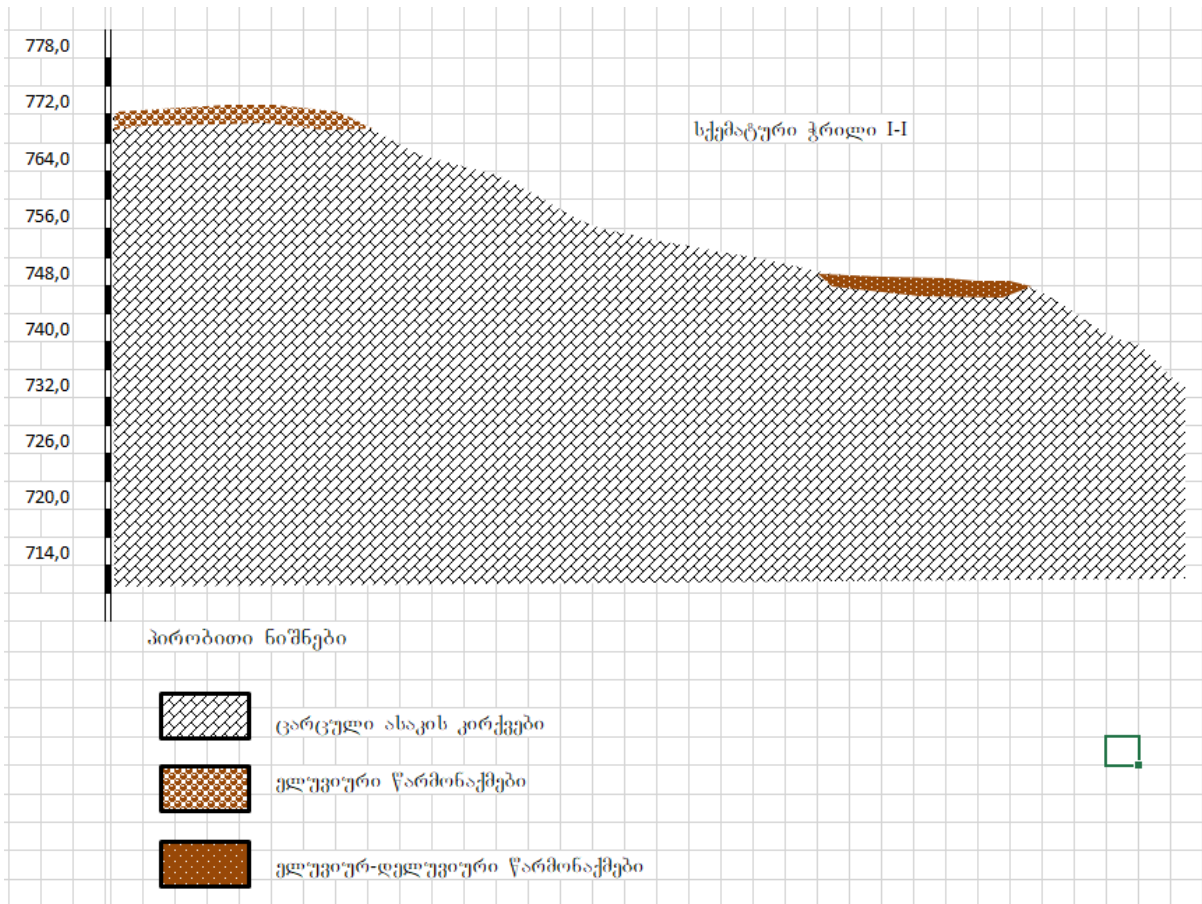 778,0
772,0
სქემატური ჭრილი I-I
764,0
756,0
748,0
740,0
732,0
726,0
720,0
714,0
პირობითი ნიშნები
ცარცული ასაკის კირქვები
ელუვიური წარმონაქმები
ელუვიურ-დელუვიური წარმონაქმები